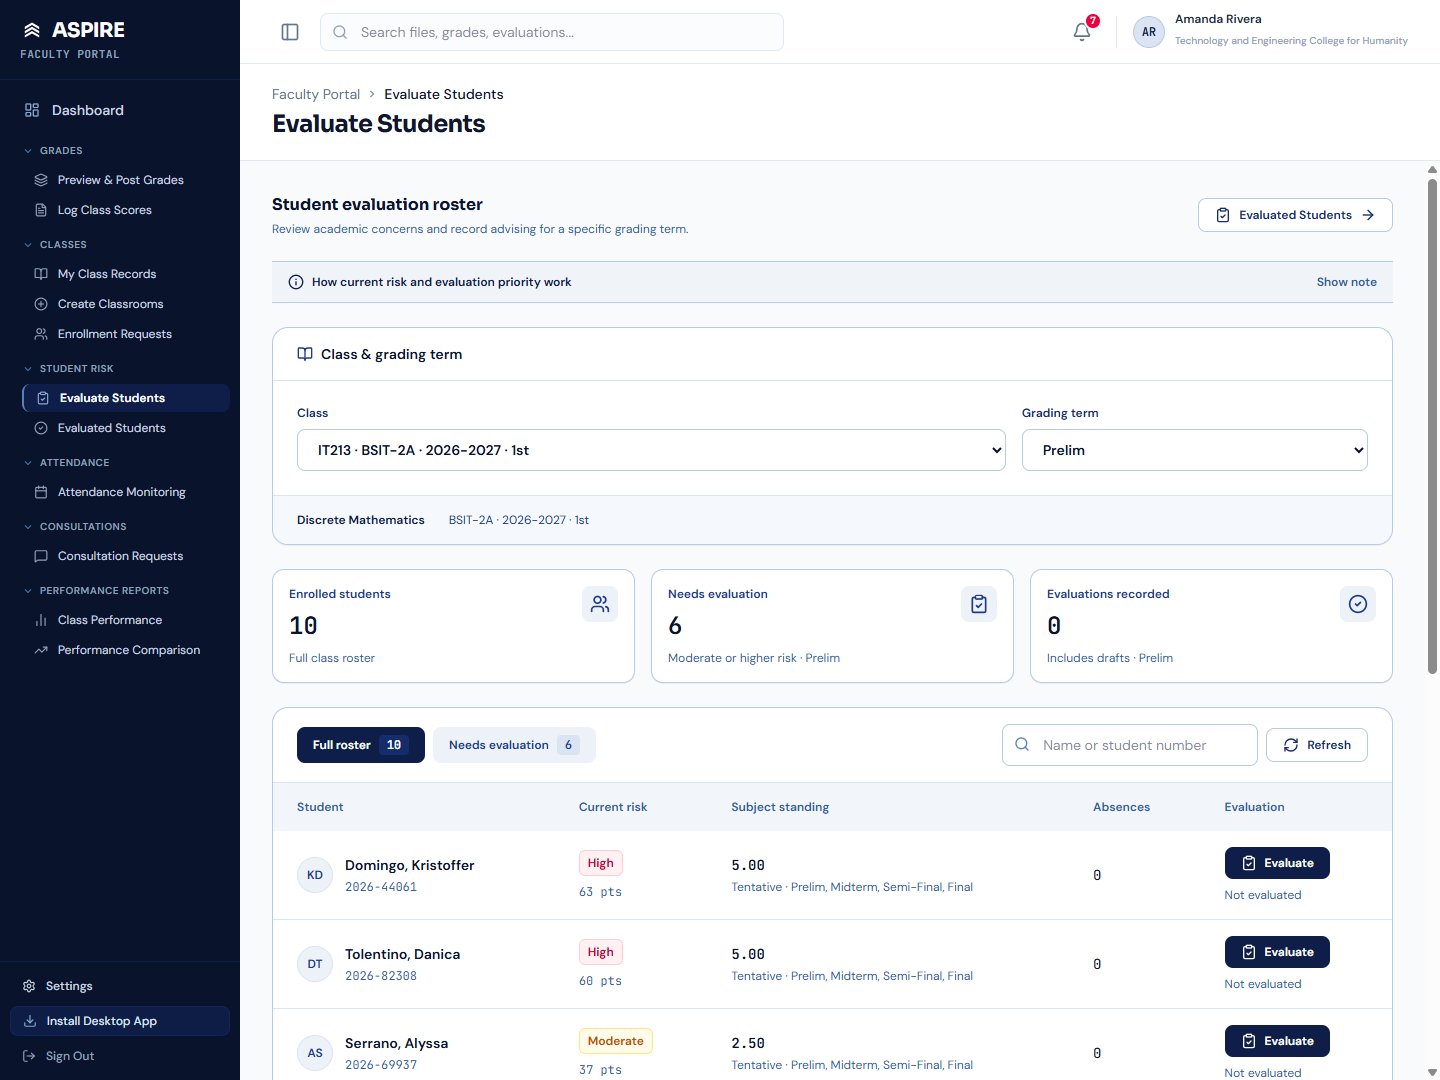 ASPIRE
FACULTY PORTAL
Dashboard
GRADES
Preview & Post Grades
Log Class Scores
CLASSES
My Class Records
Create Classrooms
Enrollment Requests
STUDENT RISK
Evaluate Students
Evaluated Students
ATTENDANCE
Attendance Monitoring
CONSULTATIONS
Consultation Requests
PERFORMANCE REPORTS
Class Performance
Performance Comparison
Settings
Install Desktop App
Sign Out
Search files, grades, evaluations...
7
AR
Amanda Rivera
Technology and Engineering College for Humanity
Faculty Portal > Evaluate Students
Evaluate Students
Student evaluation roster
Review academic concerns and record advising for a specific grading term.
Evaluated Students
How current risk and evaluation priority work
Show note
Class & grading term
Class
Grading term
IT213 · BSIT-2A · 2026-2027 · 1st
Prelim
Discrete Mathematics BSIT-2A · 2026-2027 · 1st
Enrolled students
10
Full class roster
Needs evaluation
6
Moderate or higher risk · Prelim
Evaluations recorded
0
Includes drafts · Prelim
Full roster 10
Needs evaluation 6
Name or student number
Refresh
Student Current risk Subject standing Absences Evaluation
KD
Domingo, Kristoffer
2026-44061
High
63 pts
5.00
Tentative · Prelim, Midterm, Semi-Final, Final
0
Evaluate
Not evaluated
DT
Tolentino, Danica
2026-82308
High
60 pts
5.00
Tentative · Prelim, Midterm, Semi-Final, Final
0
Evaluate
Not evaluated
AS
Serrano, Alyssa
2026-69937
Moderate
37 pts
2.50
Tentative · Prelim, Midterm, Semi-Final, Final
0
Evaluate
Not evaluated